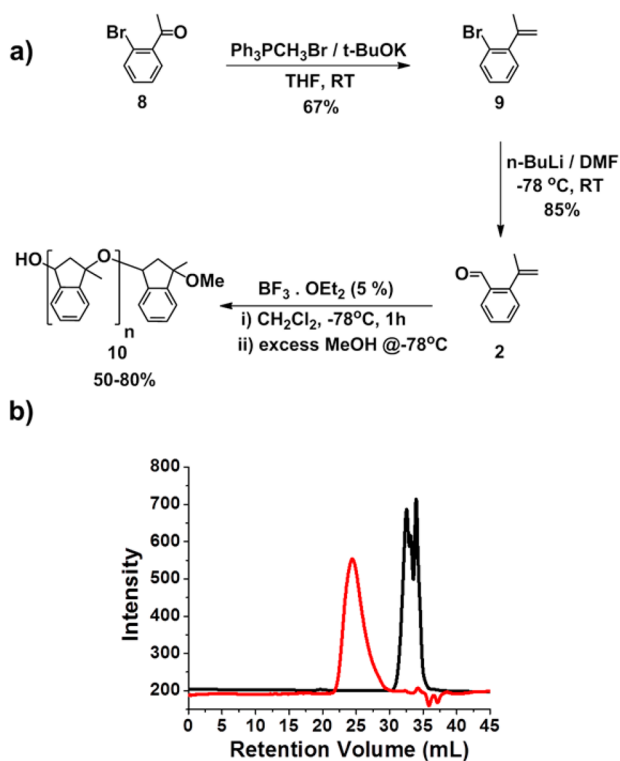 a)
Br
O
8
Ph3PCH3Br / t-BuOK
THF, RT
67%
Br
9
n-BuLi / DMF
-78 °C, RT
85%
O
2
BF3 . OEt2 (5 %)
i) CH2Cl2, -78°C, 1h
ii) excess MeOH @-78°C
HO
O
OMe
n
10
50-80%
b)
800
700
600
500
400
300
200
Intensity
0 5 10 15 20 25 30 35 40 45
Retention Volume (mL)